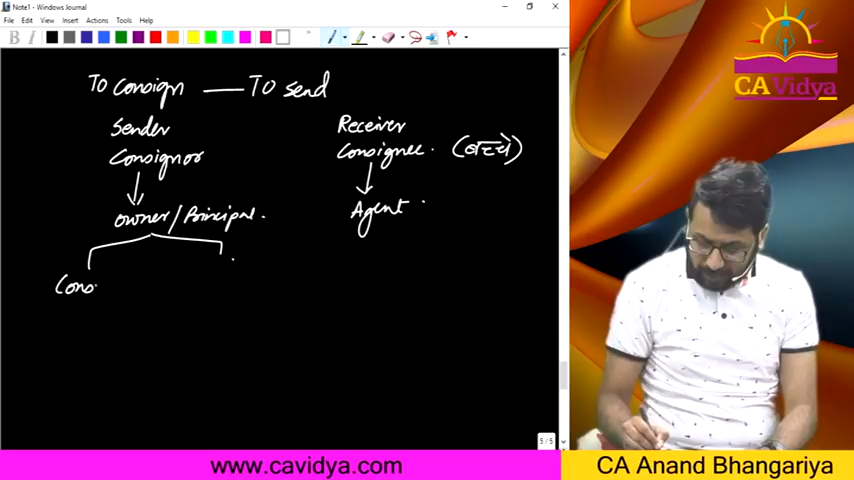 Note1 - Windows Journal
File Edit View Insert Actions Tools Help
B I
To Consign — To send
Sender Receiver
Consignor Consignee.
Owner/Principal. Agent.
Cons
5/5
CA Vidya
www.cavidya.com
CA Anand Bhangariya